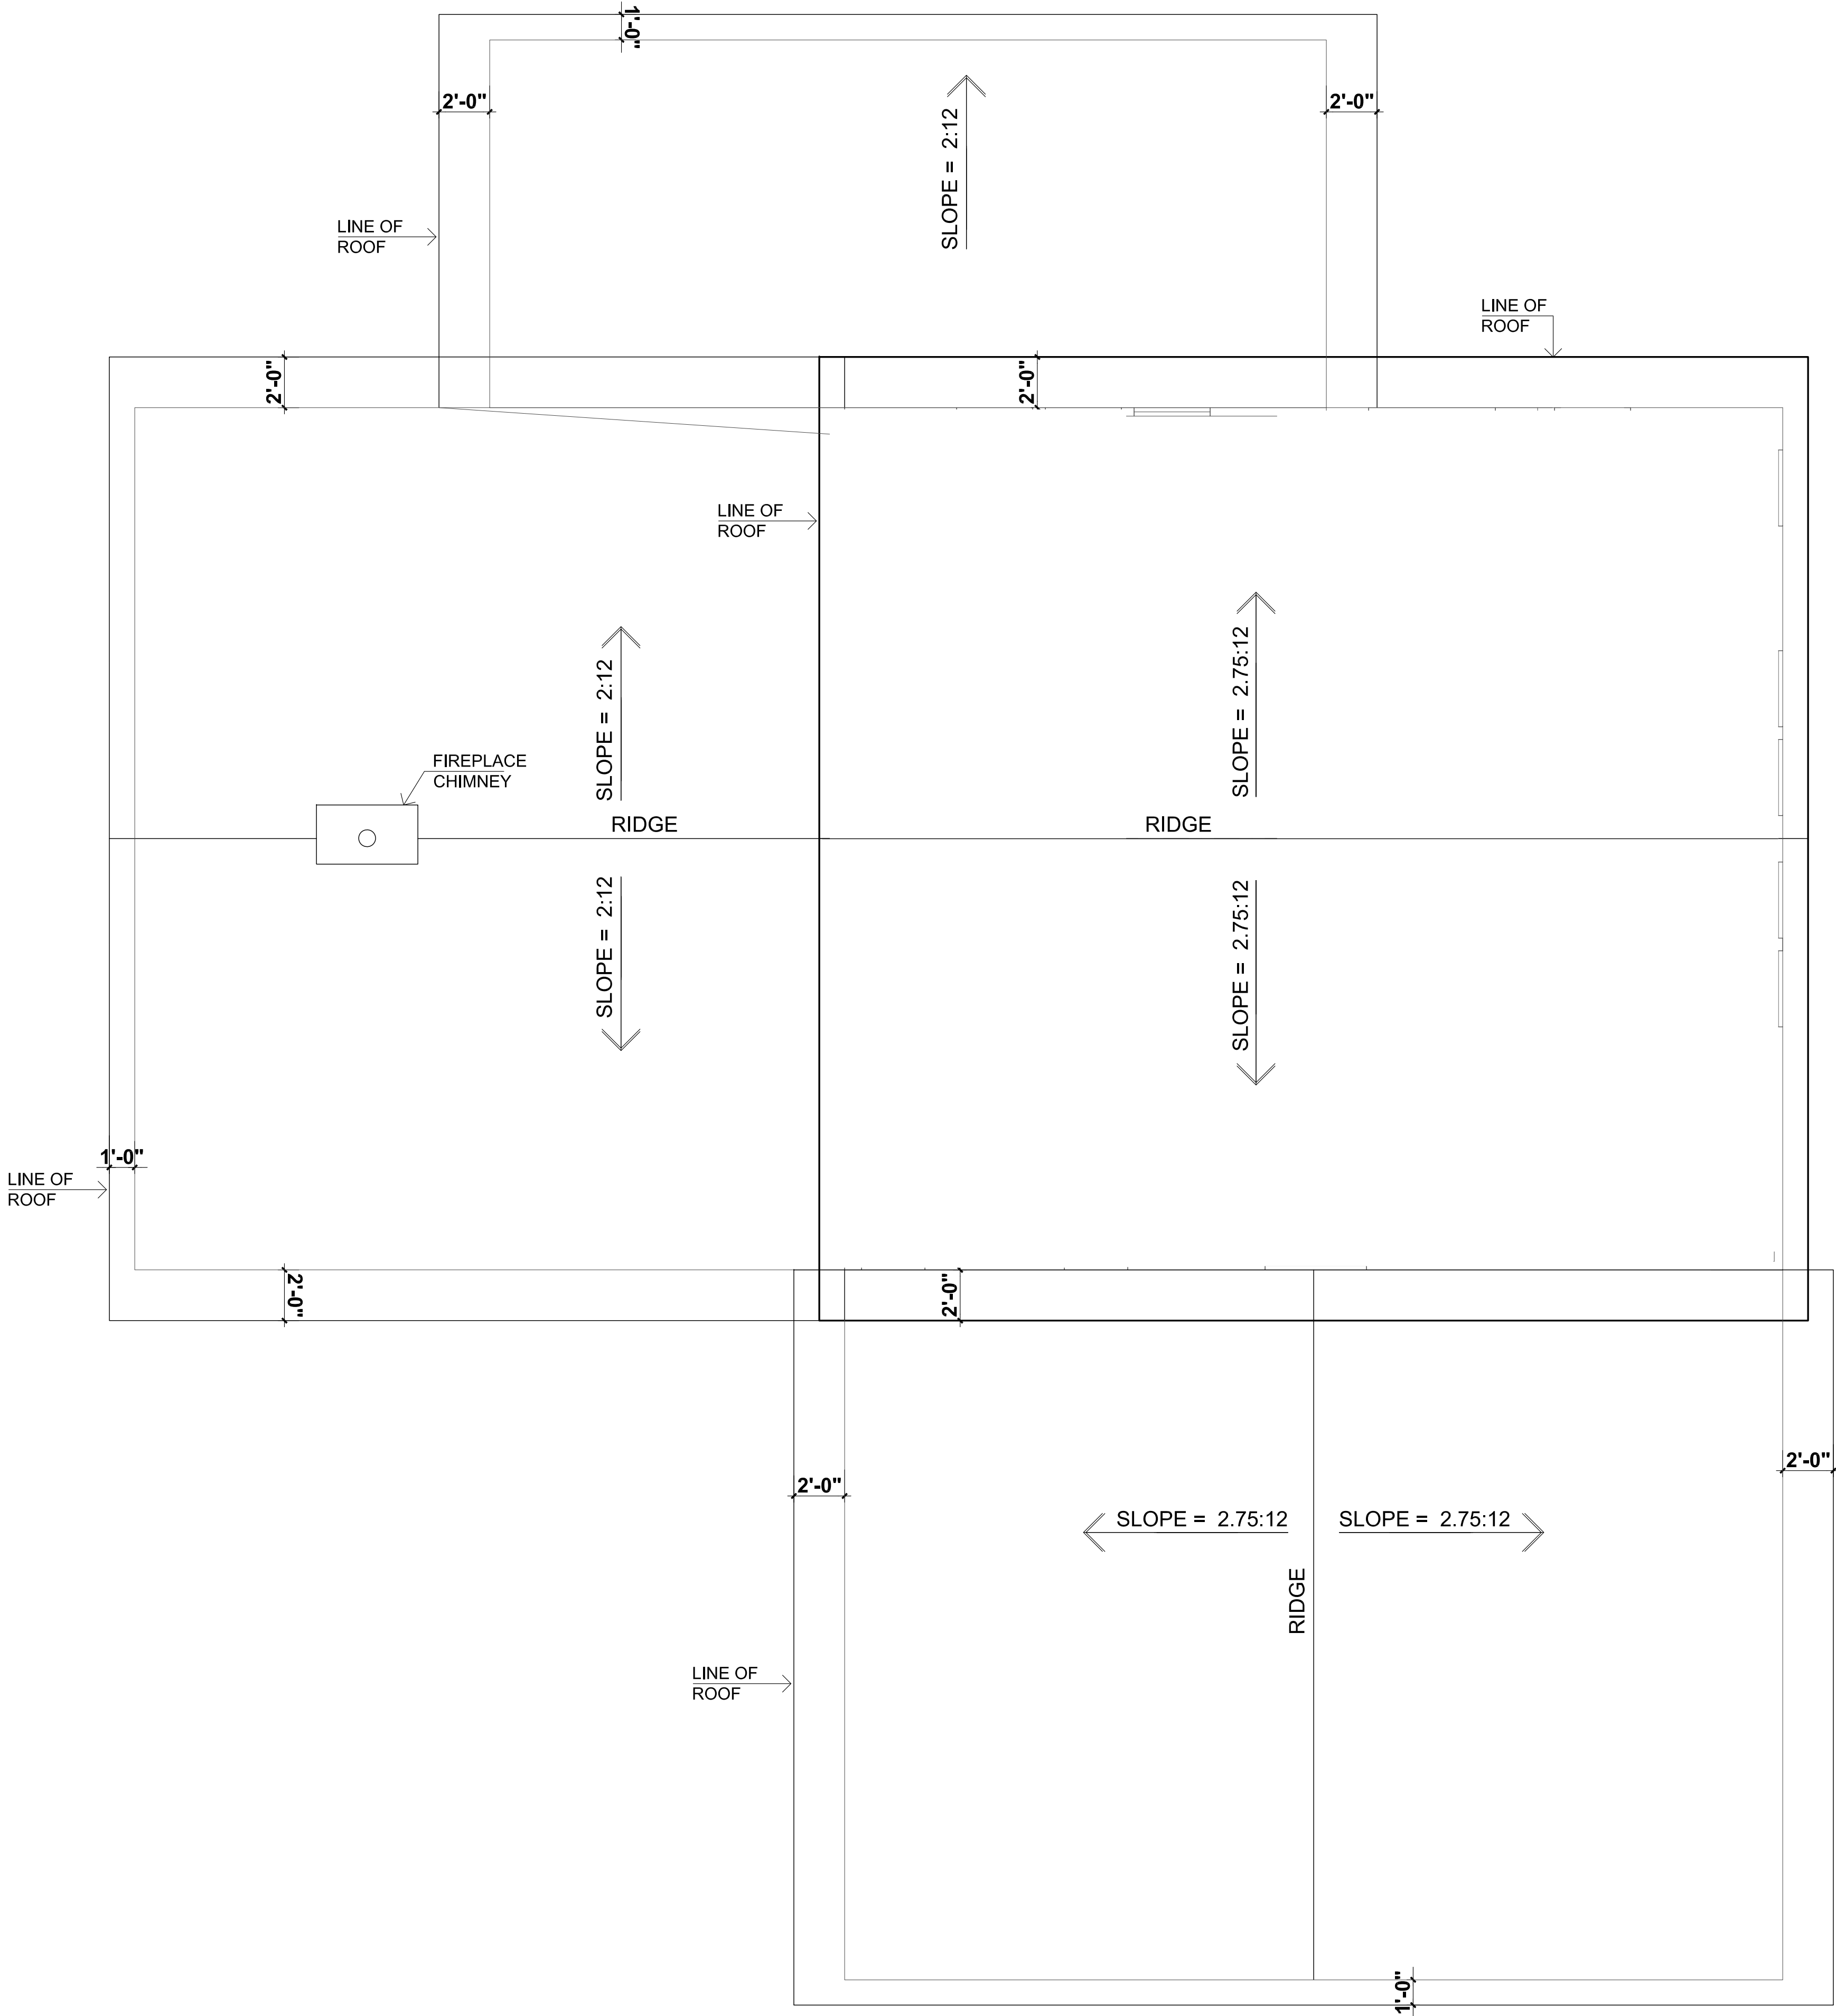 1'-0"
2'-0"
2'-0"
SLOPE = 2:12
LINE OF
ROOF
LINE OF
ROOF
2'-0"
2'-0"
LINE OF
ROOF
SLOPE = 2:12
SLOPE = 2.75:12
FIREPLACE
CHIMNEY
RIDGE
RIDGE
SLOPE = 2:12
SLOPE = 2.75:12
1'-0"
LINE OF
ROOF
2'-0"
2'-0"
2'-0"
2'-0"
SLOPE = 2.75:12
SLOPE = 2.75:12
RIDGE
LINE OF
ROOF
1'-0"